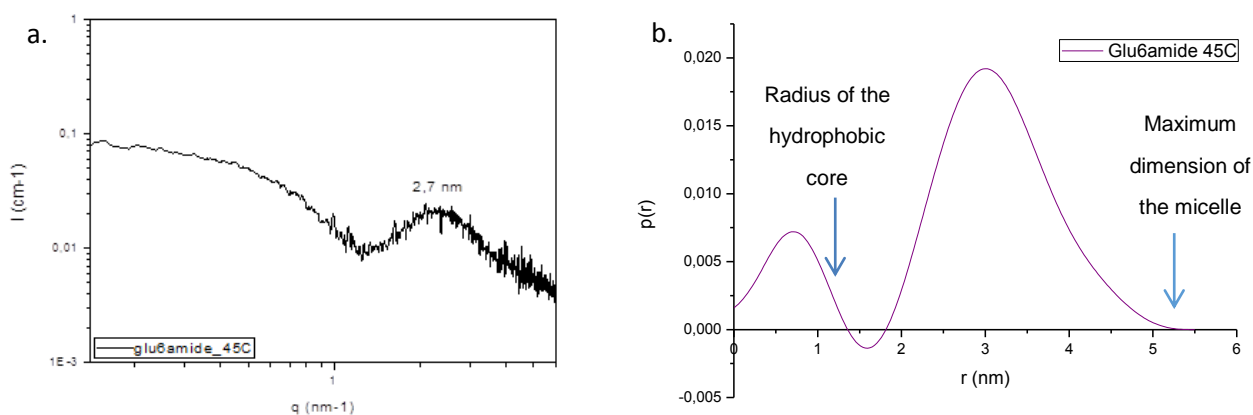 a.
1
0,1
0,01
1E-3
I (cm-1)
2,7 nm
glu6amide_45C
1
q (nm-1)
b.
0,020
0,015
0,010
0,005
0,000
-0,005
p(r)
Glu6amide 45C
Radius of the
hydrophobic
core
Maximum
dimension of
the micelle
0
1
2
3
4
5
6
r (nm)